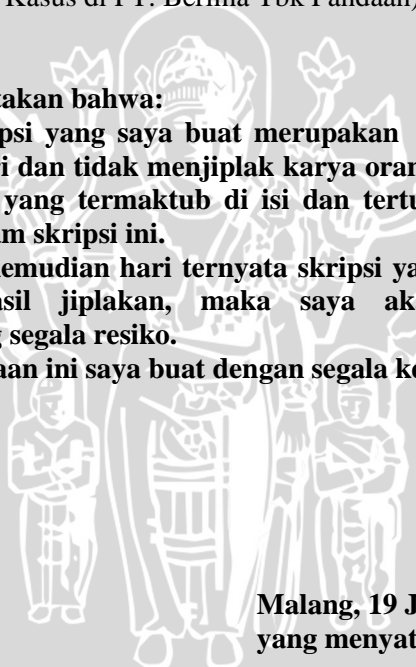 Kasus di PT. Berlina Tbk Pandaan)
takan bahwa:
psi yang saya buat merupakan
i dan tidak menjiplak karya oran
yang termaktub di isi dan tertu
m skripsi ini.
emudian hari ternyata skripsi ya
sil jiplakan, maka saya ak
g segala resiko.
aan ini saya buat dengan segala ke
Malang, 19 J
yang menyat